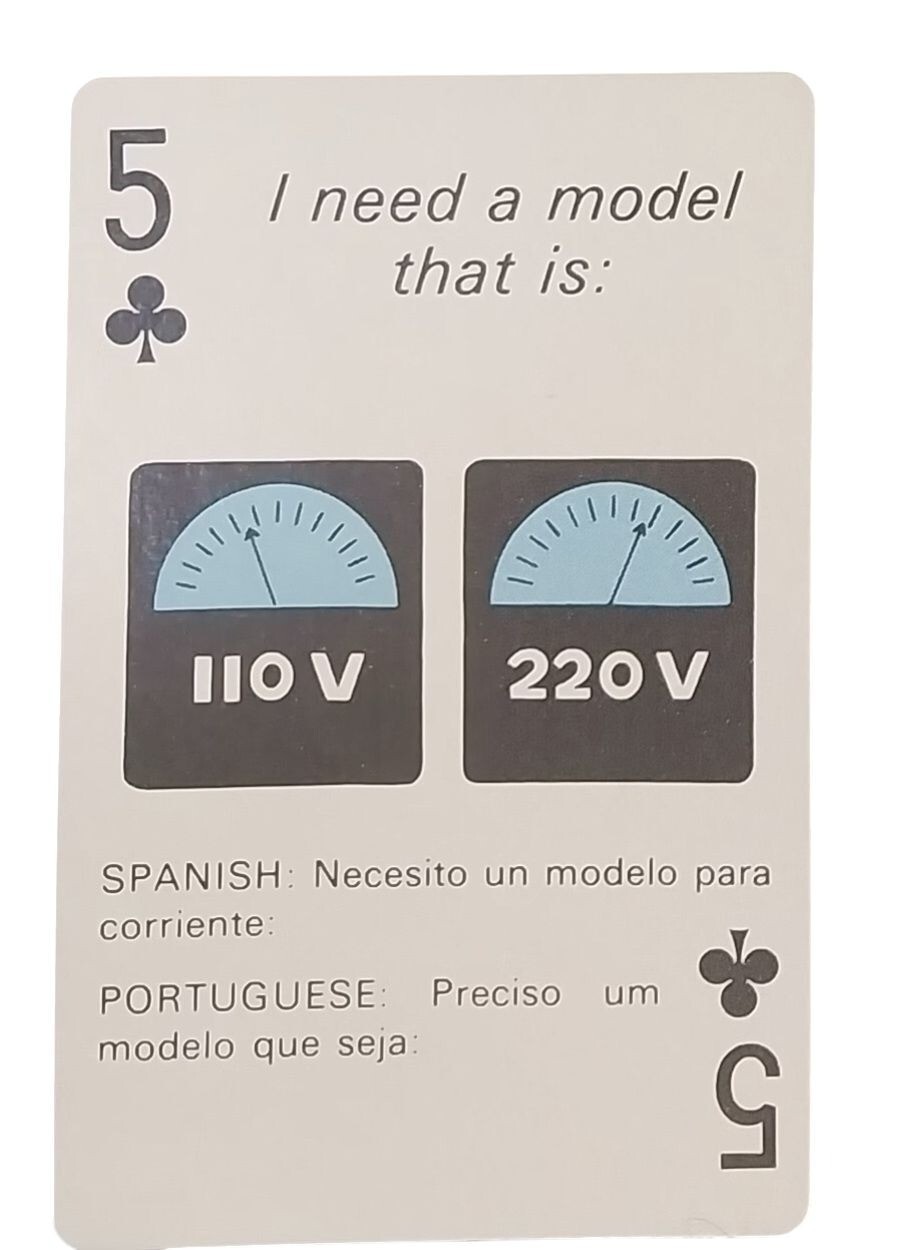 5
I need a model
that is:
110 V
220 V
SPANISH: Necesito un modelo para
corriente:
PORTUGUESE: Preciso um
modelo que seja:
5